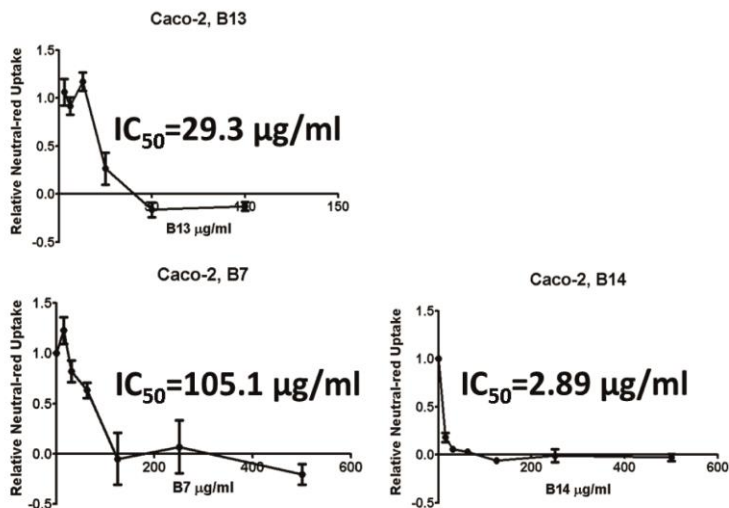 Caco-2, B13
Relative Neutral-red Uptake
1.5
1.0
0.5
0.0
-0.5
IC50=29.3 μg/ml
150
B13 μg/ml
Caco-2, B7
Relative Neutral-red Uptake
1.5
1.0
0.5
0.0
-0.5
IC50=105.1 μg/ml
200
400
600
B7 μg/ml
Caco-2, B14
Relative Neutral-red Uptake
1.5
1.0
0.5
0.0
-0.5
IC50=2.89 μg/ml
200
400
600
B14 μg/ml